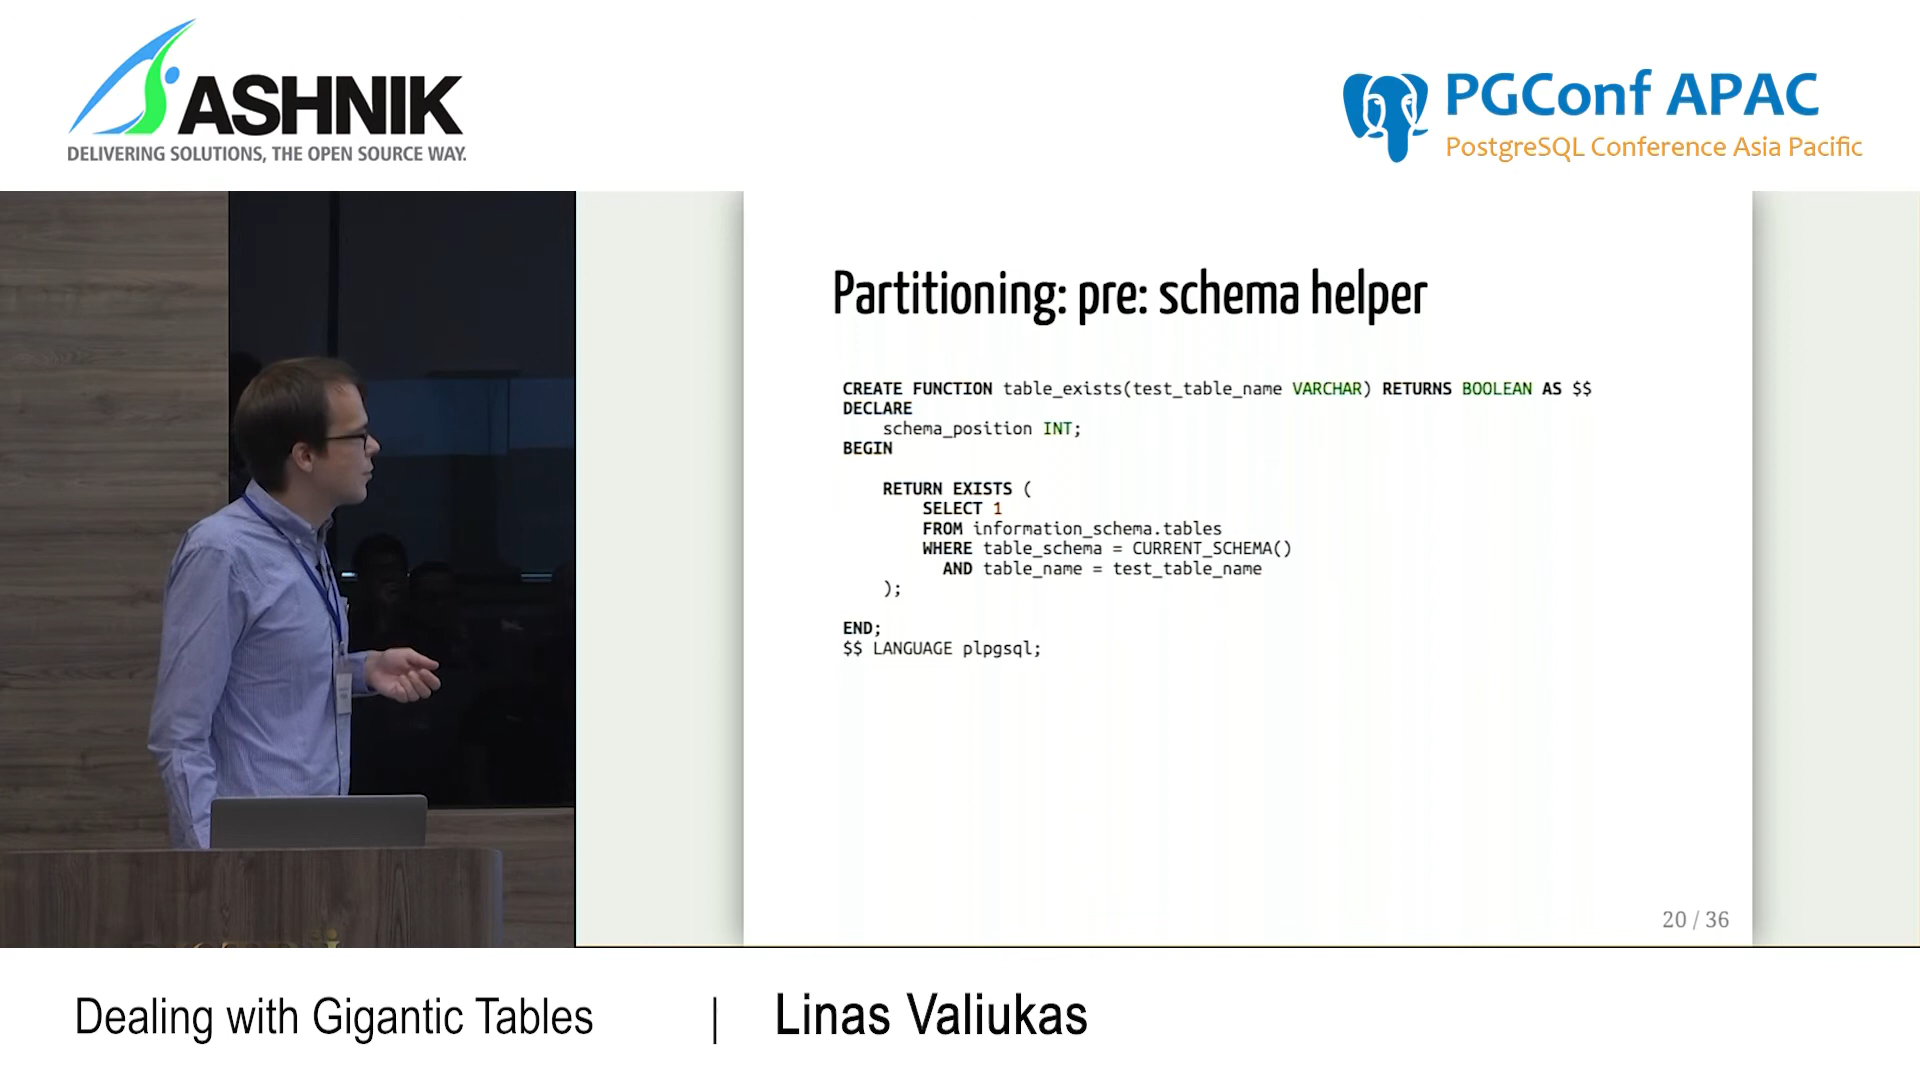 ASHNIK
DELIVERING SOLUTIONS, THE OPEN SOURCE WAY.
PGConf APAC
PostgreSQL Conference Asia Pacific
Partitioning: pre: schema helper
CREATE FUNCTION table_exists(test_table_name VARCHAR) RETURNS BOOLEAN AS $$
DECLARE
    schema_position INT;
BEGIN
    RETURN EXISTS (
        SELECT 1
        FROM information_schema.tables
        WHERE table_schema = CURRENT_SCHEMA()
          AND table_name = test_table_name
    );
END;
$$ LANGUAGE plpgsql;
20 / 36
Dealing with Gigantic Tables | Linas Valiukas